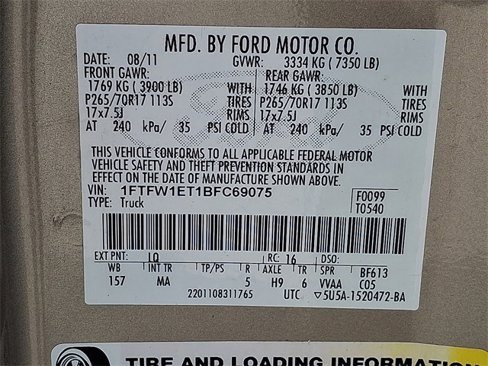 MFD. BY FORD MOTOR CO.
DATE: 08/11 GVWR: 3334 KG ( 7350 LB)
FRONT GAWR: REAR GAWR:
1769 KG ( 3900 LB) WITH 1746 KG ( 3850 LB) WITH
P265/70R17 113S TIRES P265/70R17 113S TIRES
17x7.5J RIMS 17x7.5J RIMS
AT 240 kPa/ 35 PSI COLD AT 240 kPa/ 35 PSI COLD
THIS VEHICLE CONFORMS TO ALL APPLICABLE FEDERAL MOTOR
VEHICLE SAFETY AND THEFT PREVENTION STANDARDS IN
EFFECT ON THE DATE OF MANUFACTURE SHOWN ABOVE.
VIN: 1FTFW1ET1BFC69075 F0099
TYPE: Truck T0540
EXT PNT: LQ RC: 16 DSO:
WB INT TR TP/PS R AXLE TR SPR BF613
157 MA 5 H9 6 VVAA C05
2201108311765 UTC ▽5U5A-1520472-BA
TIRE AND LOADING INFORMATION